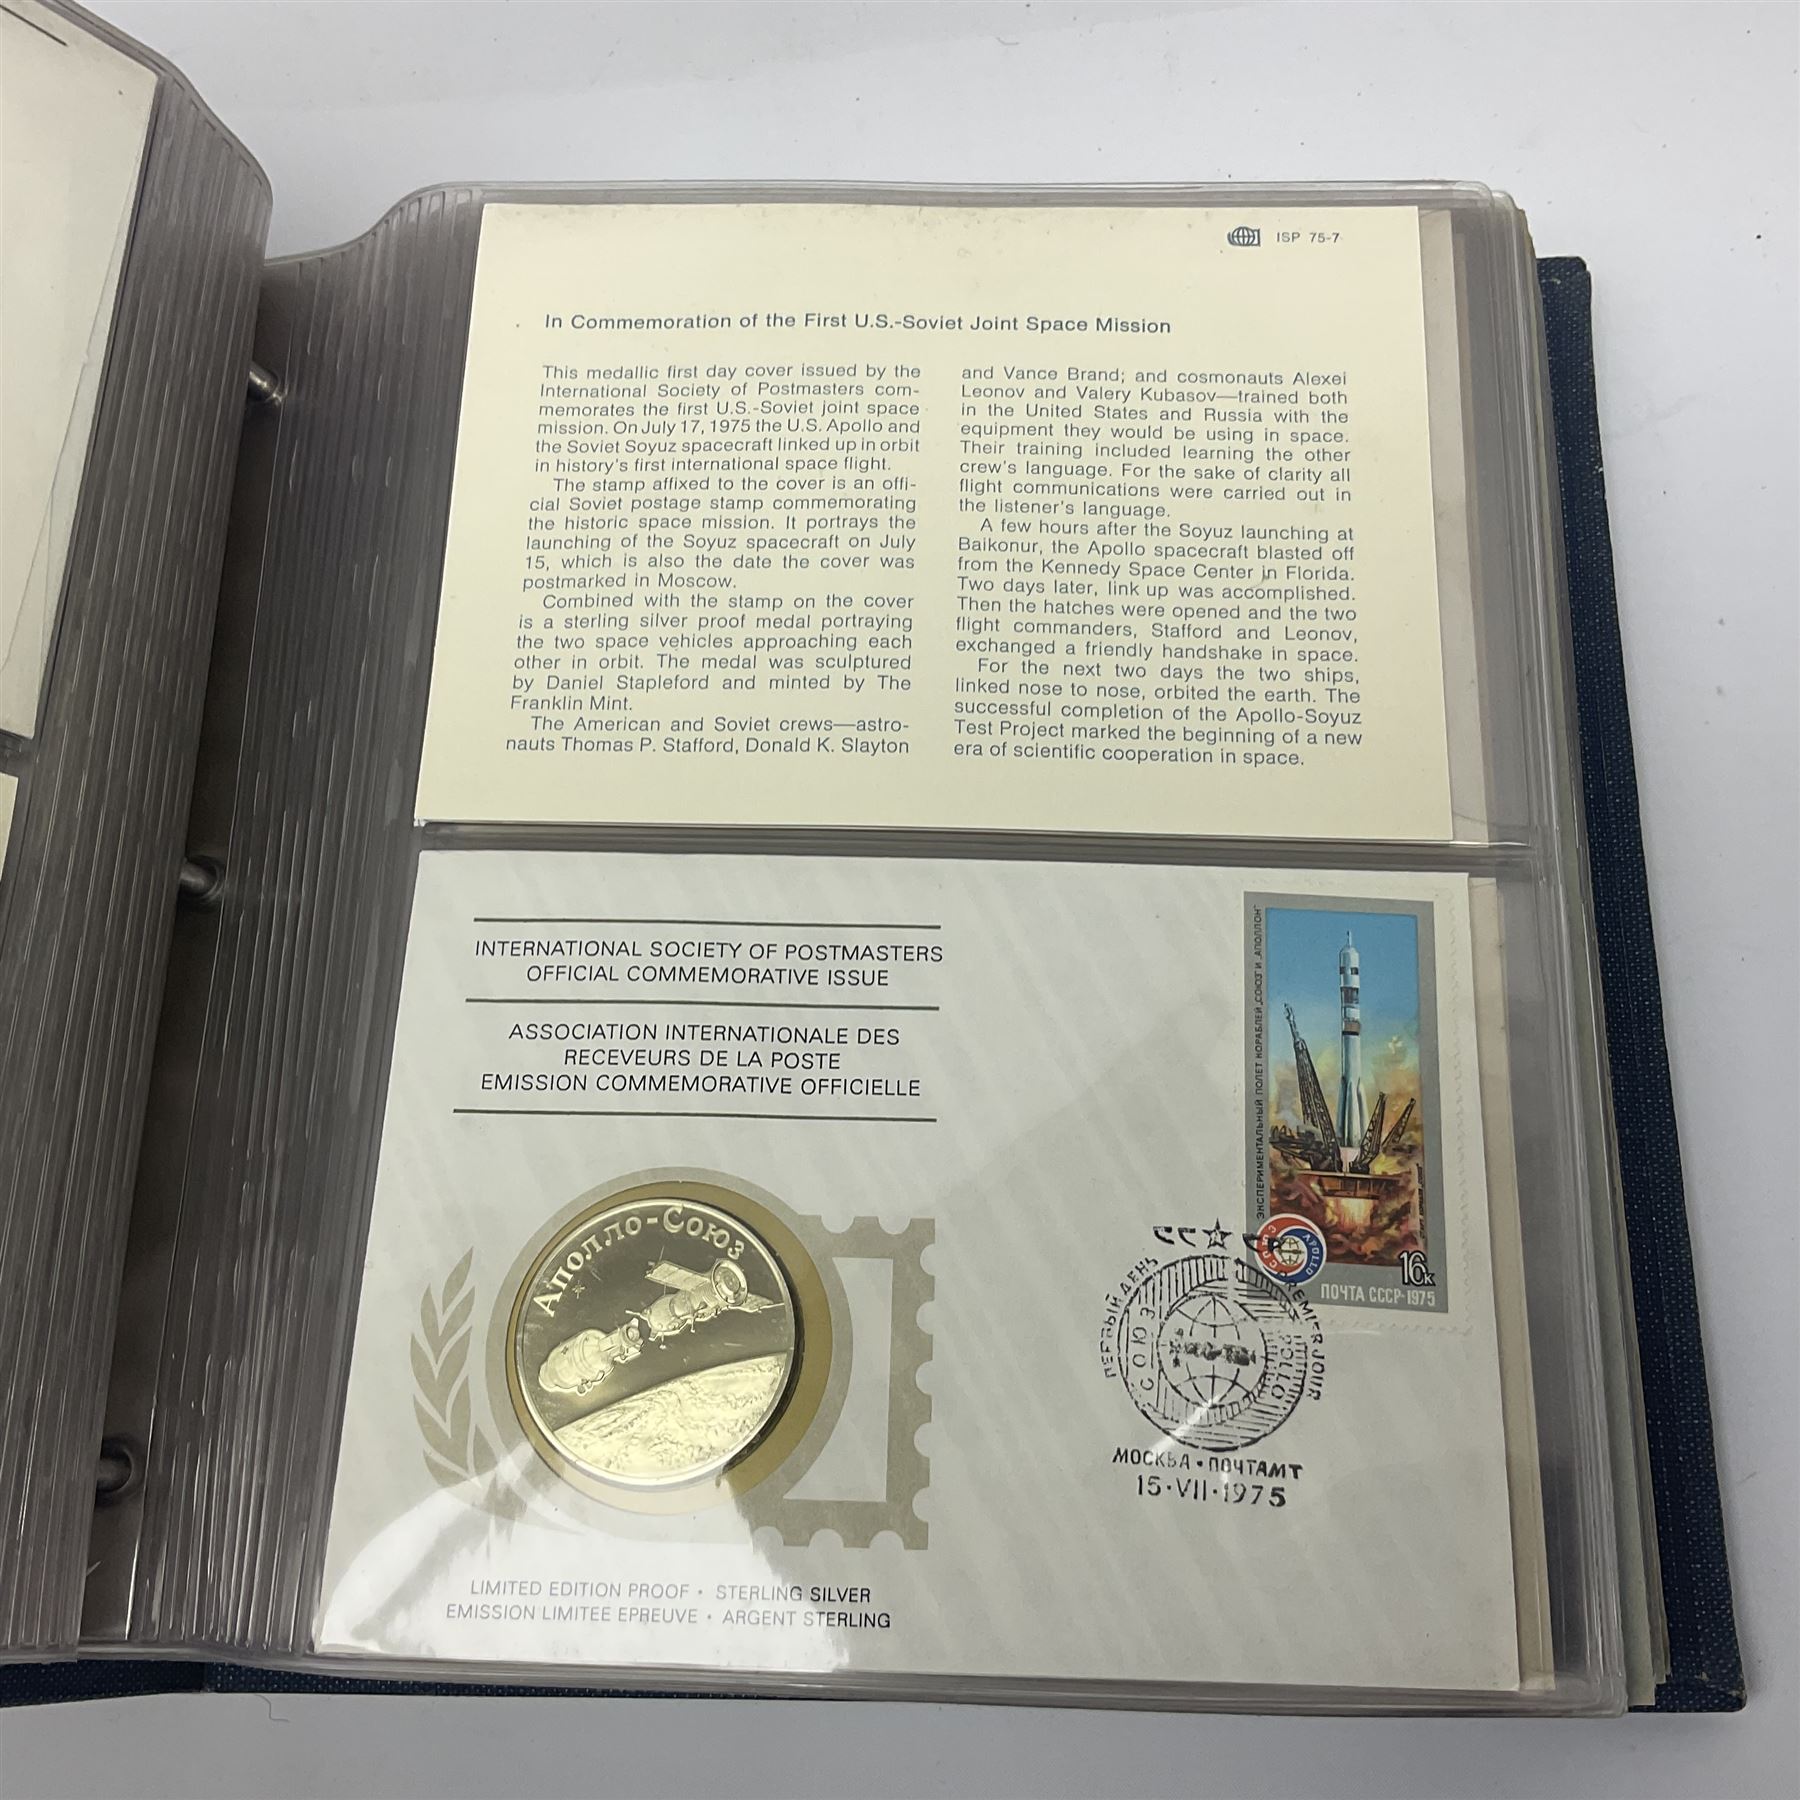 ISP 75-7
In Commemoration of the First U.S.-Soviet Joint Space Mission
This medallic first day cover issued by the
International Society of Postmasters com-
memorates the first U.S.-Soviet joint space
mission. On July 17, 1975 the U.S. Apollo and
the Soviet Soyuz spacecraft linked up in orbit
in history's first international space flight.
The stamp affixed to the cover is an offi-
cial Soviet postage stamp commemorating
the historic space mission. It portrays the
launching of the Soyuz spacecraft on July
15, which is also the date the cover was
postmarked in Moscow.
Combined with the stamp on the cover
is a sterling silver proof medal portraying
the two space vehicles approaching each
other in orbit. The medal was sculptured
by Daniel Stapleford and minted by The
Franklin Mint.
The American and Soviet crews—astro-
nauts Thomas P. Stafford, Donald K. Slayton
and Vance Brand; and cosmonauts Alexei
Leonov and Valery Kubasov—trained both
in the United States and Russia with the
equipment they would be using in space.
Their training included learning the other
crew's language. For the sake of clarity all
flight communications were carried out in
the listener's language.
A few hours after the Soyuz launching at
Baikonur, the Apollo spacecraft blasted off
from the Kennedy Space Center in Florida.
Two days later, link up was accomplished.
Then the hatches were opened and the two
flight commanders, Stafford and Leonov,
exchanged a friendly handshake in space.
For the next two days the two ships,
linked nose to nose, orbited the earth. The
successful completion of the Apollo-Soyuz
Test Project marked the beginning of a new
era of scientific cooperation in space.
INTERNATIONAL SOCIETY OF POSTMASTERS
OFFICIAL COMMEMORATIVE ISSUE
ASSOCIATION INTERNATIONALE DES
RECEVEURS DE LA POSTE
EMISSION COMMEMORATIVE OFFICIELLE
Аполло-Союз
LIMITED EDITION PROOF • STERLING SILVER
EMISSION LIMITEE EPREUVE • ARGENT STERLING
ЭКСПЕРИМЕНТАЛЬНЫЙ ПОЛЕТ КОРАБЛЕЙ „СОЮЗ" И „АПОЛЛОН"
СОЮЗ
APOLLO
16к
ПОЧТА СССР·1975
ПЕРВЫЙ ДЕНЬ
PREMIER JOUR
СОЮЗ
APOLLO
МОСКВА • ПОЧТАМТ
15·VII·1975